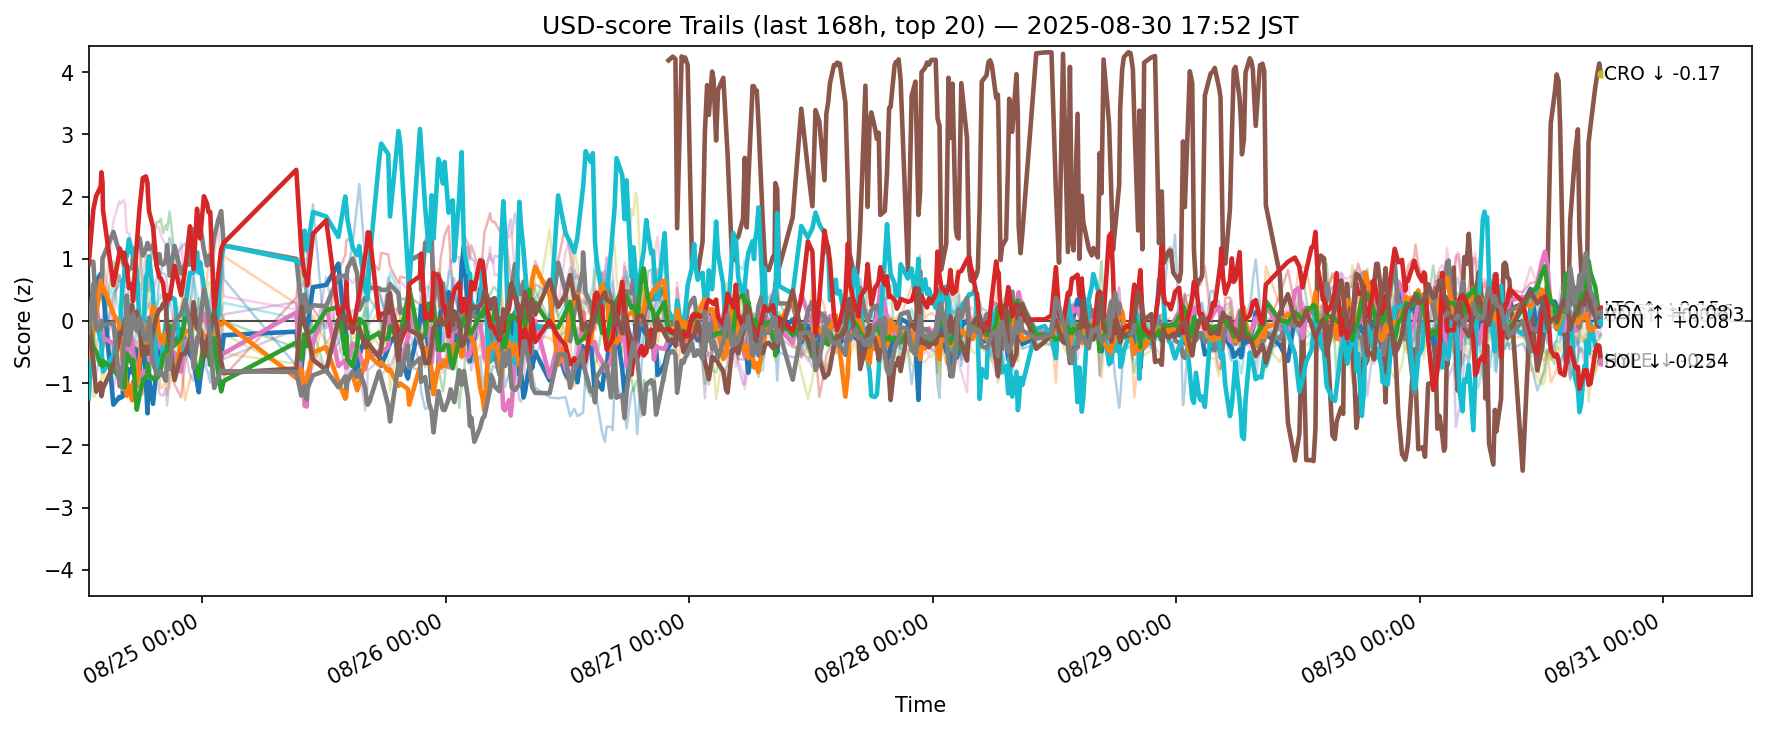 USD-score Trails (last 168h, top 20) — 2025-08-30 17:52 JST
Score (z)
4
3
2
1
0
−1
−2
−3
−4
CRO ↓ -0.17
TON ↑ +0.08
SOL ↓
08/25 00:00
08/26 00:00
08/27 00:00
08/28 00:00
08/29 00:00
08/30 00:00
08/31 00:00
Time